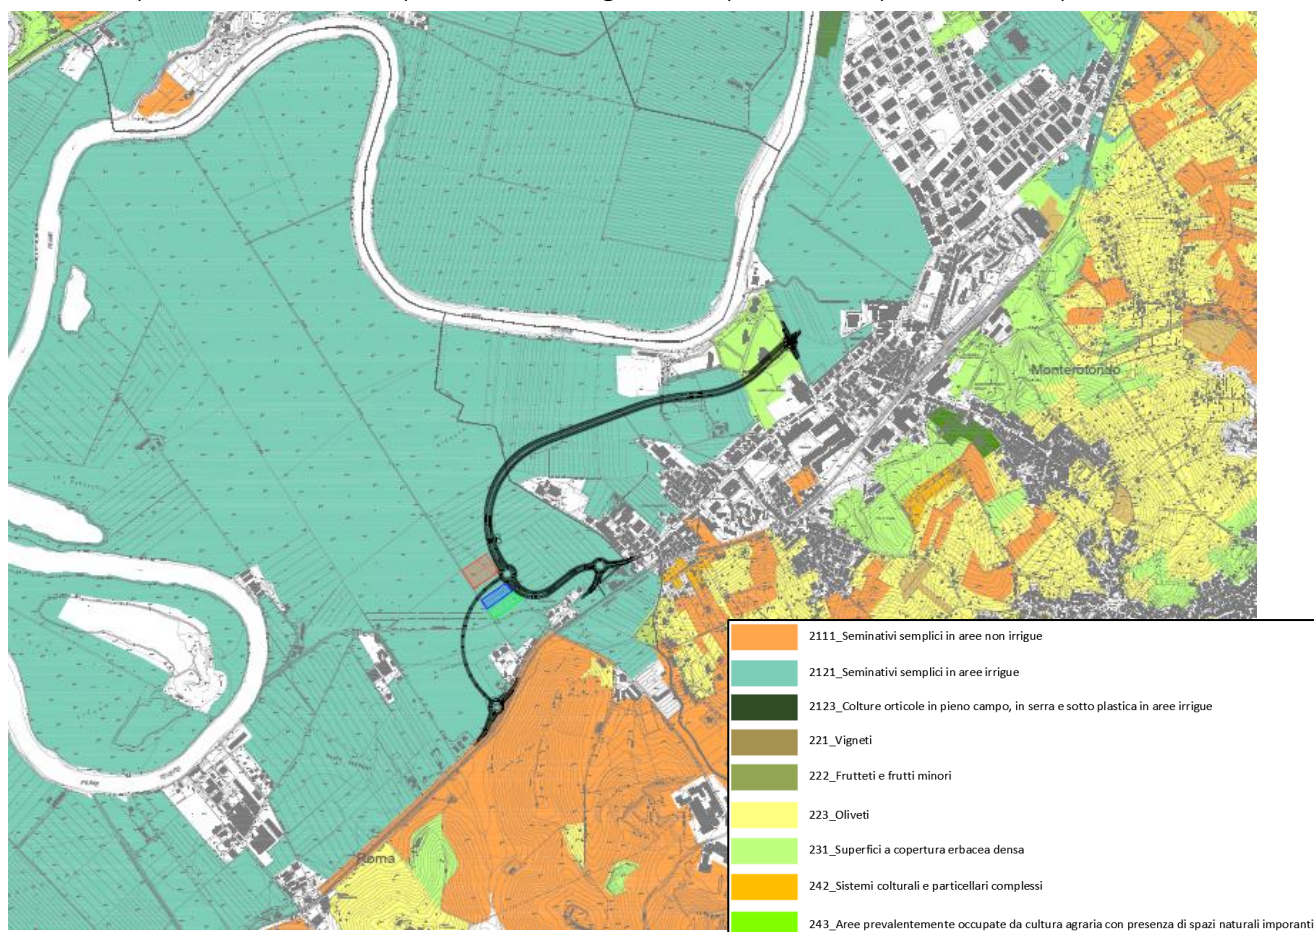 Monterotondo
2111_Seminativi semplici in aree non irrigue
2121_Seminativi semplici in aree irrigue
2123_Colture orticole in pieno campo, in serra e sotto plastica in aree irrigue
221_Vigneti
222_Frutteti e frutti minori
223_Oliveti
231_Superfici a copertura erbacea densa
Roma
242_Sistemi colturali e particellari complessi
243_Aree prevalentemente occupate da cultura agraria con presenza di spazi naturali imporanti